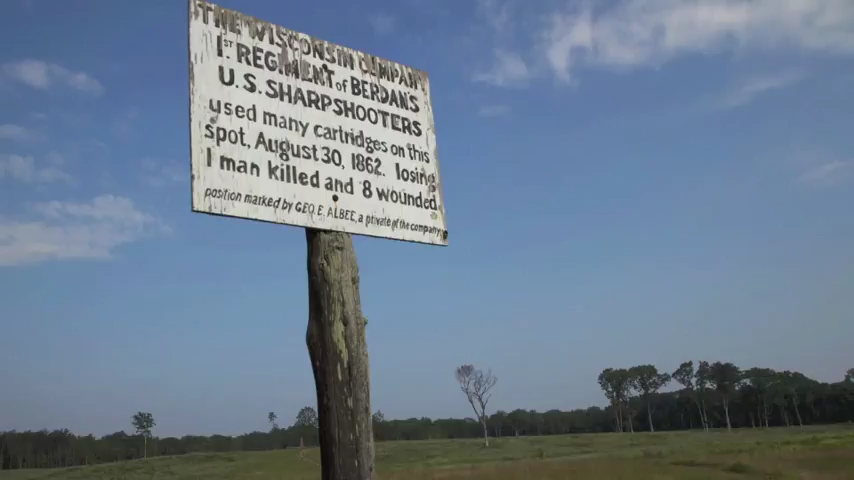 THE WISCONSIN COMPANY
1ST REGIMENT of BERDAN'S
U.S. SHARPSHOOTERS
used many cartridges on this
spot, August 30, 1862. losing
1 man killed and 8 wounded.
position marked by GEO. E. ALBEE, a private of the company